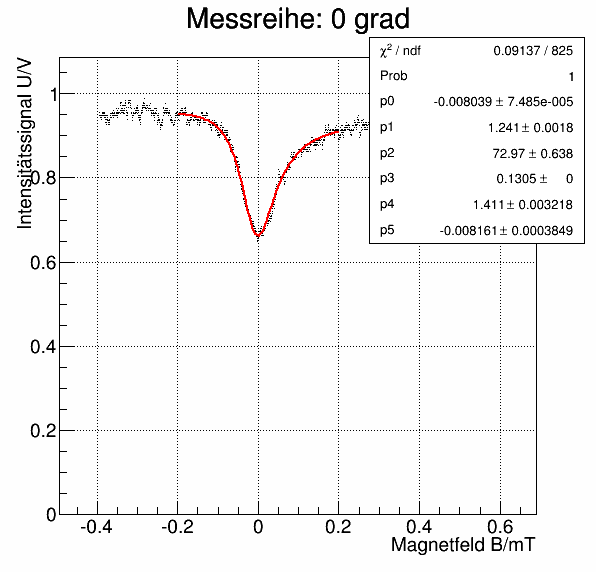 Messreihe: 0 grad
χ² / ndf 0.09137 / 825
Prob 1
p0 -0.008039 ± 7.485e-005
p1 1.241 ± 0.0018
p2 72.97 ± 0.638
p3 0.1305 ± 0
p4 1.411 ± 0.003218
p5 -0.008161 ± 0.0003849
Intensitätssignal U/V
1
0.8
0.6
0.4
0.2
0
-0.4 -0.2 0 0.2 0.4 0.6
Magnetfeld B/mT